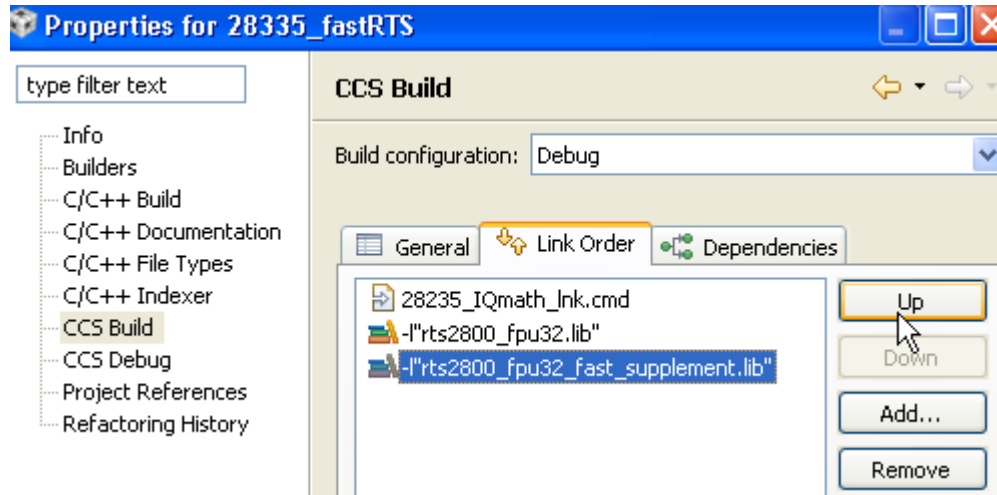 Properties for 28335_fastRTS
type filter text
Info
Builders
C/C++ Build
C/C++ Documentation
C/C++ File Types
C/C++ Indexer
CCS Build
CCS Debug
Project References
Refactoring History
CCS Build
Build configuration: Debug
General Link Order Dependencies
28235_IQmath_lnk.cmd
-l"rts2800_fpu32.lib"
-l"rts2800_fpu32_fast_supplement.lib"
Up
Down
Add...
Remove